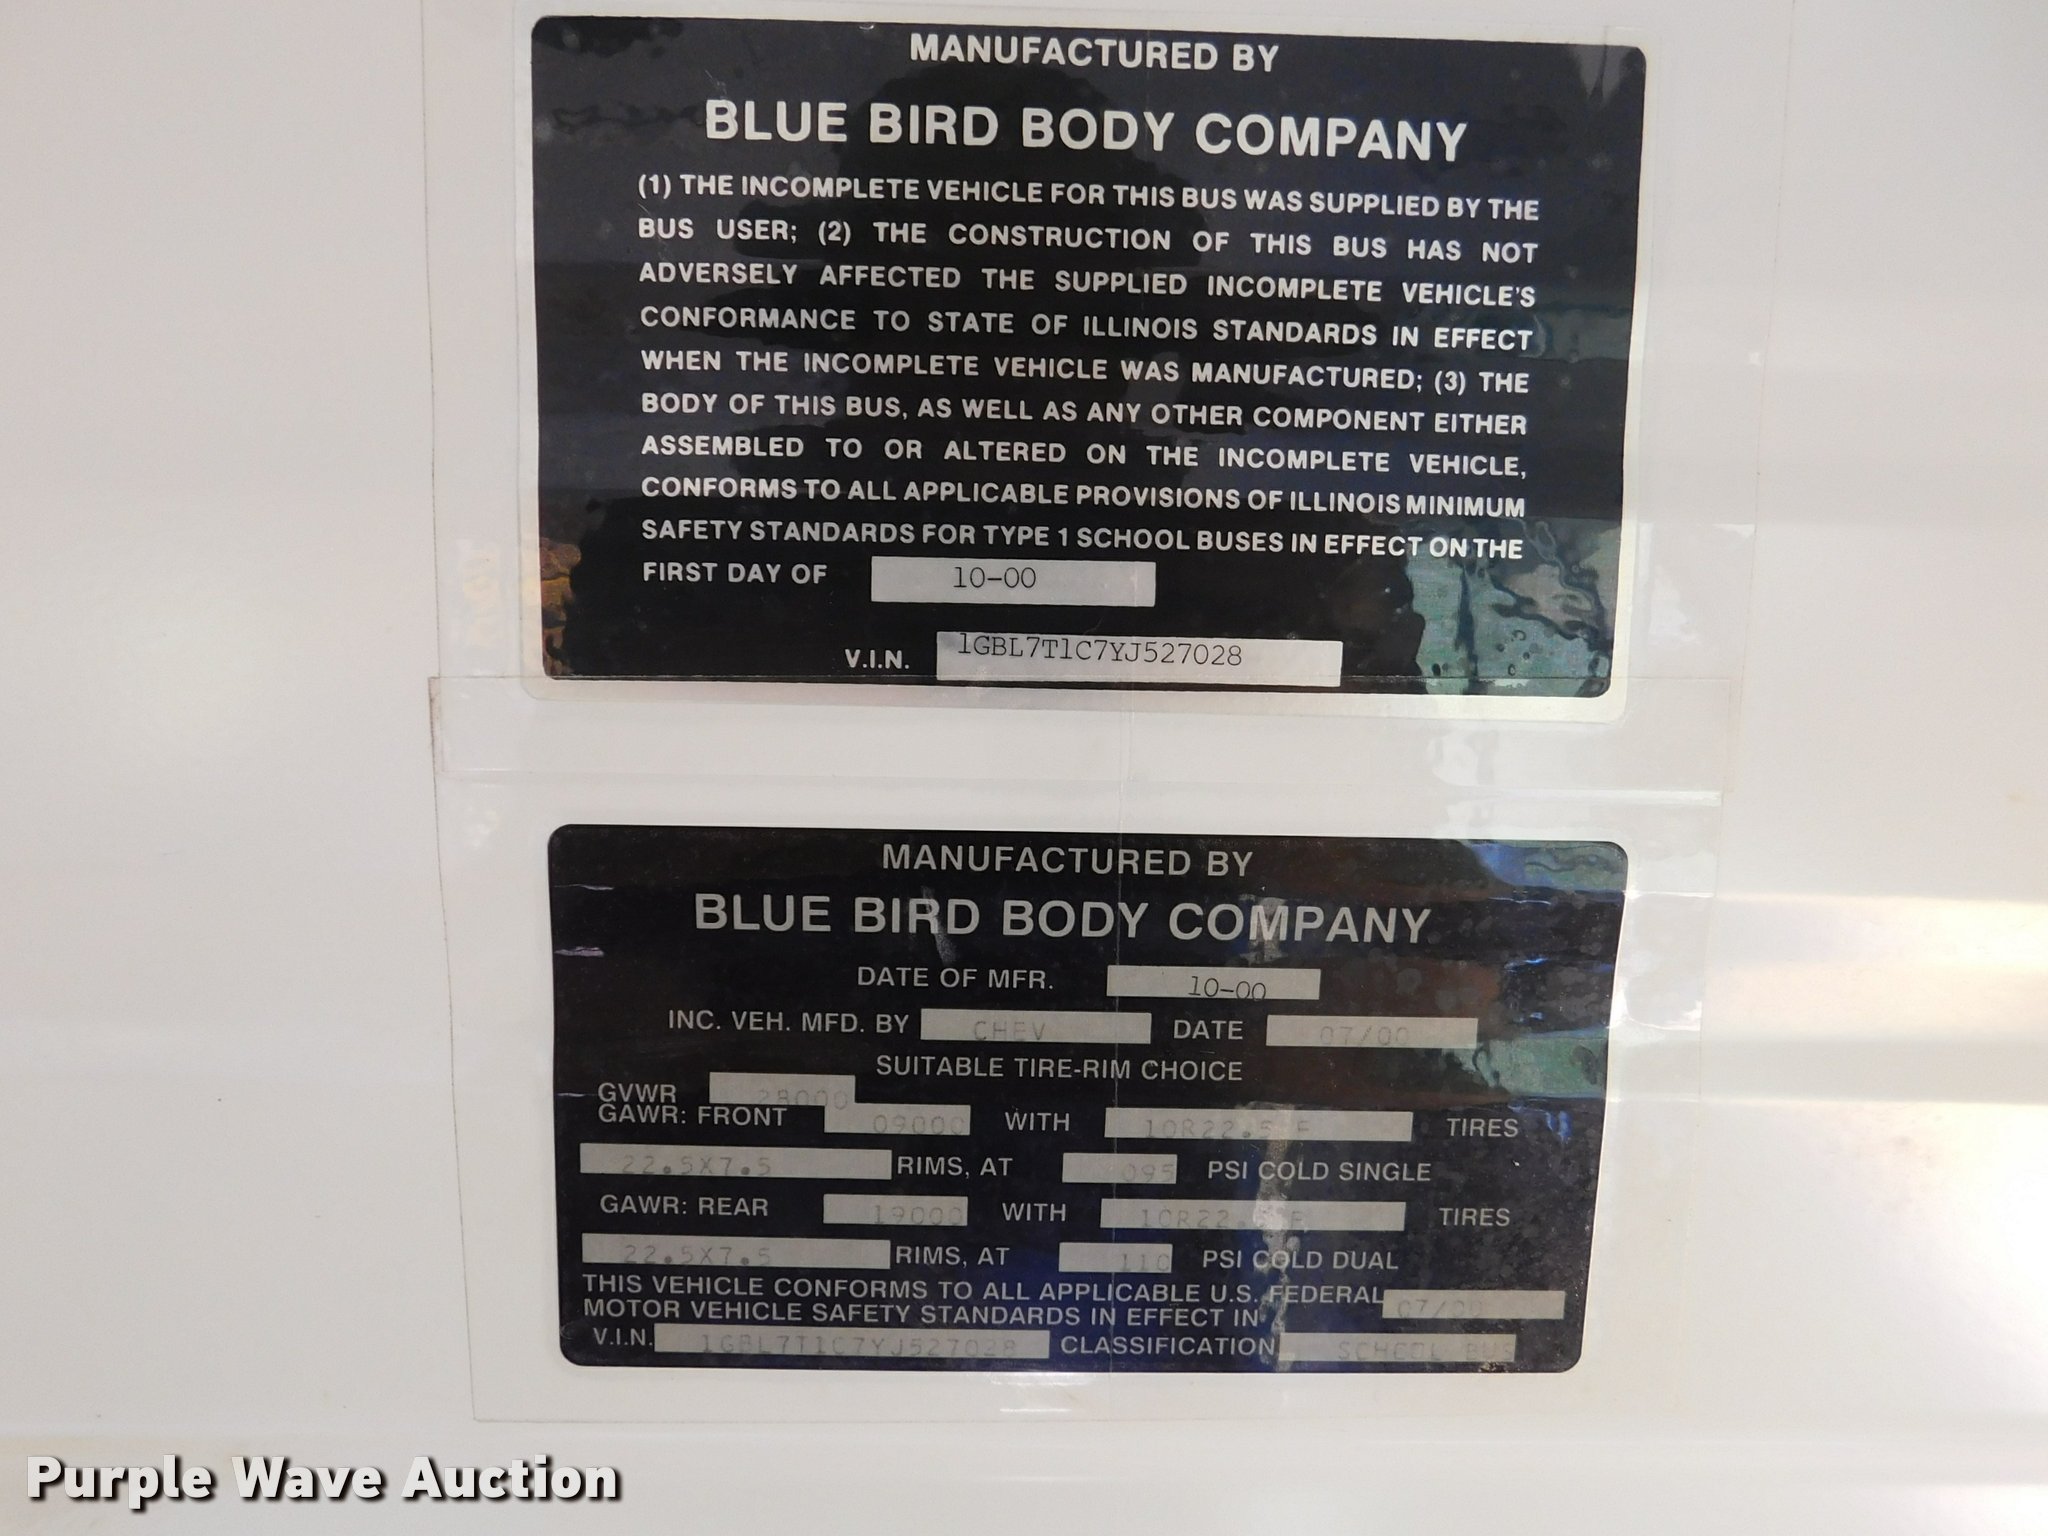 MANUFACTURED BY
BLUE BIRD BODY COMPANY
(1) THE INCOMPLETE VEHICLE FOR THIS BUS WAS SUPPLIED BY THE
BUS USER; (2) THE CONSTRUCTION OF THIS BUS HAS NOT
ADVERSELY AFFECTED THE SUPPLIED INCOMPLETE VEHICLE'S
CONFORMANCE TO STATE OF ILLINOIS STANDARDS IN EFFECT
WHEN THE INCOMPLETE VEHICLE WAS MANUFACTURED; (3) THE
BODY OF THIS BUS, AS WELL AS ANY OTHER COMPONENT EITHER
ASSEMBLED TO OR ALTERED ON THE INCOMPLETE VEHICLE,
CONFORMS TO ALL APPLICABLE PROVISIONS OF ILLINOIS MINIMUM
SAFETY STANDARDS FOR TYPE 1 SCHOOL BUSES IN EFFECT ON THE
FIRST DAY OF 10-00
V.I.N. 1GBL7T1C7YJ527028
MANUFACTURED BY
BLUE BIRD BODY COMPANY
DATE OF MFR. 10-00
INC. VEH. MFD. BY CHEV DATE 07/00
SUITABLE TIRE-RIM CHOICE
GVWR 28000
GAWR: FRONT 09000 WITH 10R22.5 F TIRES
22.5X7.5 RIMS, AT 095 PSI COLD SINGLE
GAWR: REAR 19000 WITH 10R22.5 F TIRES
22.5X7.5 RIMS, AT 110 PSI COLD DUAL
THIS VEHICLE CONFORMS TO ALL APPLICABLE U.S. FEDERAL
MOTOR VEHICLE SAFETY STANDARDS IN EFFECT IN 07/00
V.I.N. 1GBL7T1C7YJ527028 CLASSIFICATION SCHOOL BUS
Purple Wave Auction